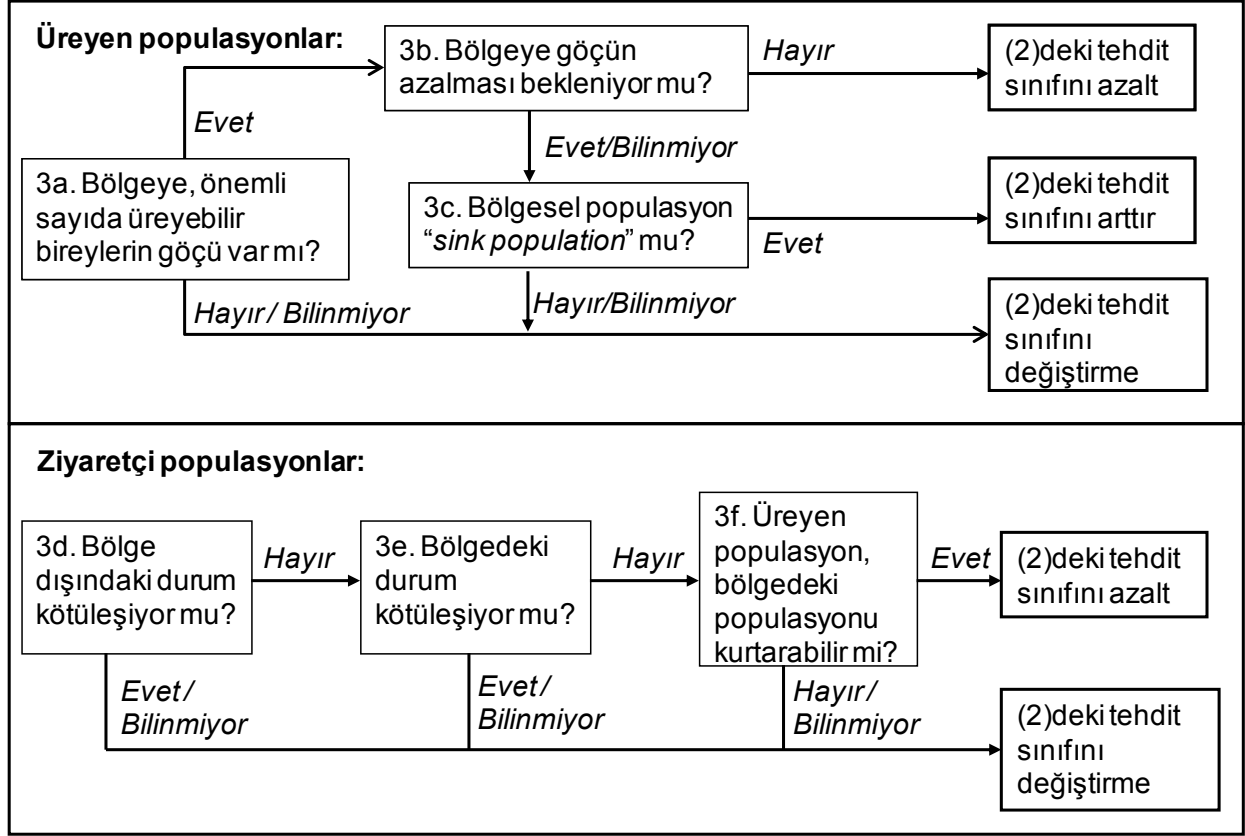 Üreyen populasyonlar:
3b. Bölgeye göçün
azalması bekleniyor mu?
Hayır
(2)deki tehdit
sınıfını azalt
Evet
Evet/Bilinmiyor
3a. Bölgeye, önemli
sayıda üreyebilir
bireylerin göçü var mı?
3c. Bölgesel populasyon
“sink population” mu?
Evet
(2)deki tehdit
sınıfını arttır
Hayır / Bilinmiyor
Hayır/Bilinmiyor
(2)deki tehdit
sınıfını
değiştirme
Ziyaretçi populasyonlar:
3d. Bölge
dışındaki durum
kötüleşiyor mu?
Hayır
3e. Bölgedeki
durum
kötüleşiyor mu?
Hayır
3f. Üreyen
populasyon,
bölgedeki
populasyonu
kurtarabilir mi?
Evet
(2)deki tehdit
sınıfını azalt
Evet /
Bilinmiyor
Evet /
Bilinmiyor
Hayır /
Bilinmiyor
(2)deki tehdit
sınıfını
değiştirme